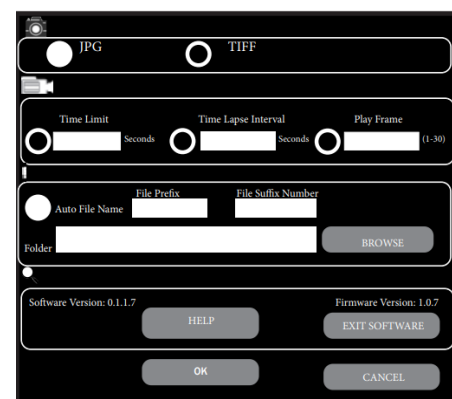 JPG TIFF
Time Limit Time Lapse Interval Play Frame
Seconds Seconds (1-30)
File Prefix File Suffix Number
Auto File Name
Folder BROWSE
Software Version: 0.1.1.7 Firmware Version: 1.0.7
HELP EXIT SOFTWARE
OK CANCEL